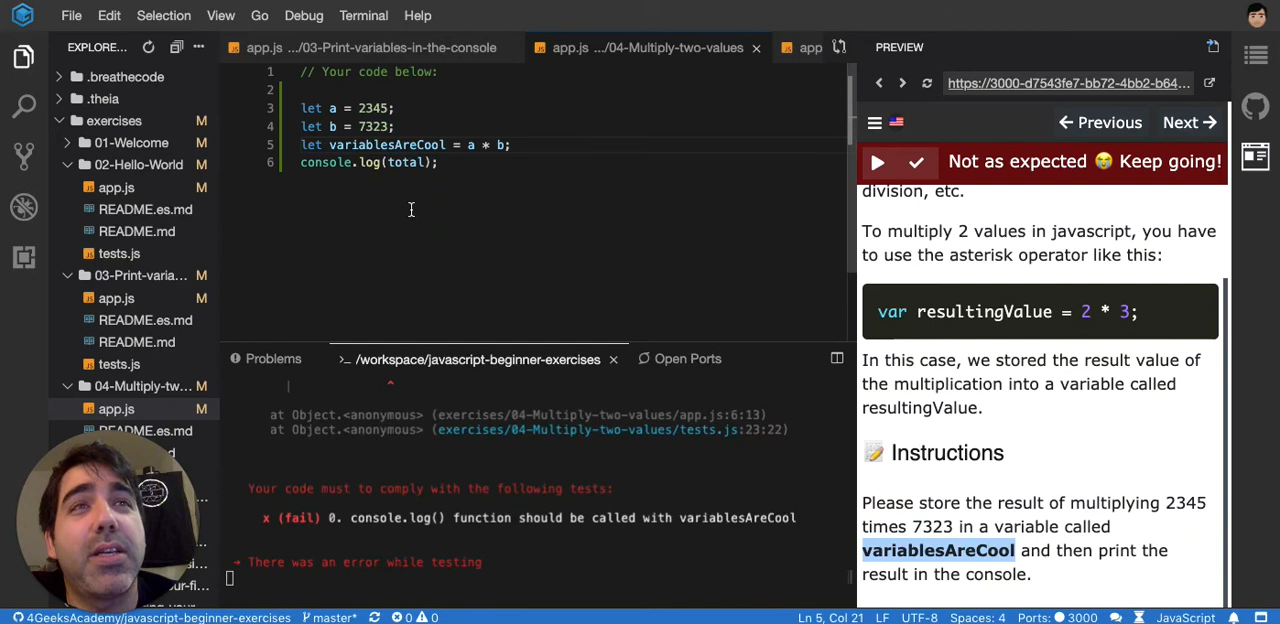 File Edit Selection View Go Debug Terminal Help
EXPLORE...
.breathecode
.theia
exercises M
01-Welcome
02-Hello-World
app.js M
README.es.md
README.md
tests.js
03-Print-varia... M
app.js M
README.es.md
README.md
tests.js
04-Multiply-tw... M
app.js M
README.es.md
app.js .../03-Print-variables-in-the-console
app.js .../04-Multiply-two-values
app
1 // Your code below:
2
3 let a = 2345;
4 let b = 7323;
5 let variablesAreCool = a * b;
6 console.log(total);
Problems
>_ /workspace/javascript-beginner-exercises
Open Ports
| ^
at Object.<anonymous> (exercises/04-Multiply-two-values/app.js:6:13)
at Object.<anonymous> (exercises/04-Multiply-two-values/tests.js:23:22)
Your code must to comply with the following tests:
x (fail) 0. console.log() function should be called with variablesAreCool
→ There was an error while testing
PREVIEW
https://3000-d7543fe7-bb72-4bb2-b64...
← Previous Next →
Not as expected 😭 Keep going!
division, etc.
To multiply 2 values in javascript, you have
to use the asterisk operator like this:
var resultingValue = 2 * 3;
In this case, we stored the result value of
the multiplication into a variable called
resultingValue.
📝 Instructions
Please store the result of multiplying 2345
times 7323 in a variable called
variablesAreCool and then print the
result in the console.
4GeeksAcademy/javascript-beginner-exercises master* 0 0 Ln 5, Col 21 LF UTF-8 Spaces: 4 Ports: 3000 JavaScript